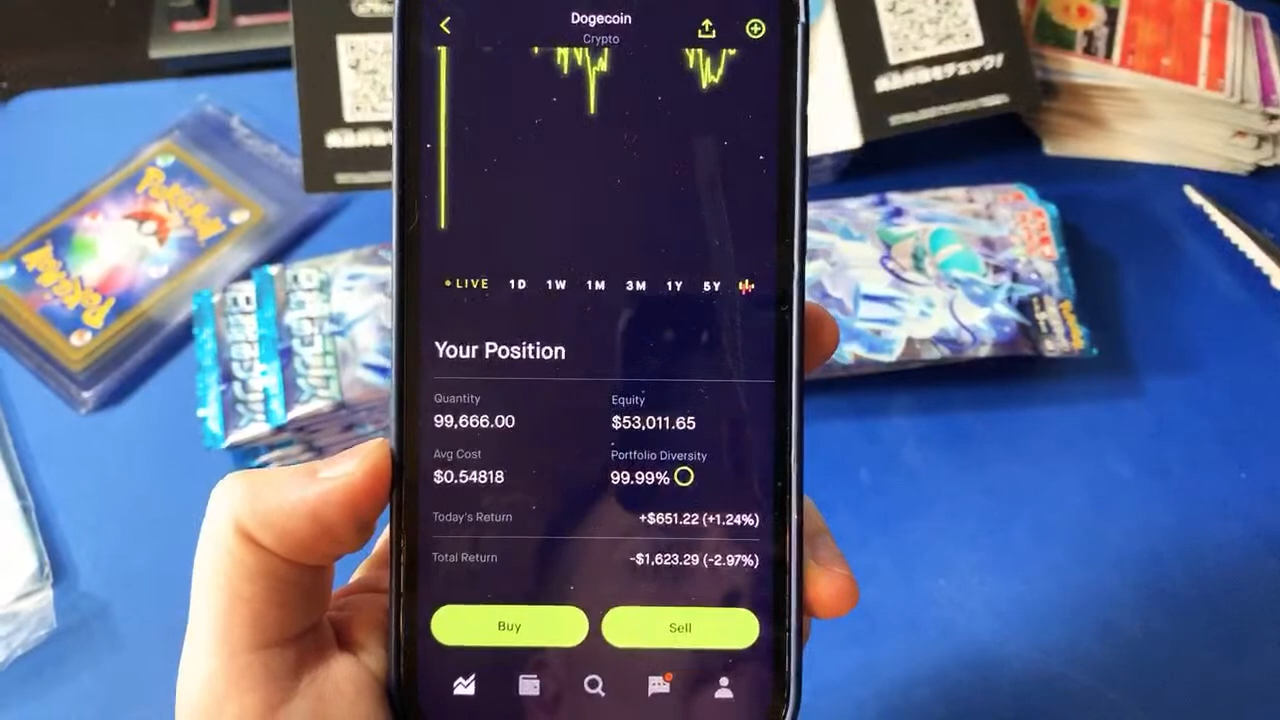 Dogecoin
Crypto
LIVE 1D 1W 1M 3M 1Y 5Y
Your Position
Quantity
99,666.00
Equity
$53,011.65
Avg Cost
$0.54818
Portfolio Diversity
99.99%
Today's Return
+$651.22 (+1.24%)
Total Return
-$1,623.29 (-2.97%)
Buy
Sell
Pokémon
Pokémon